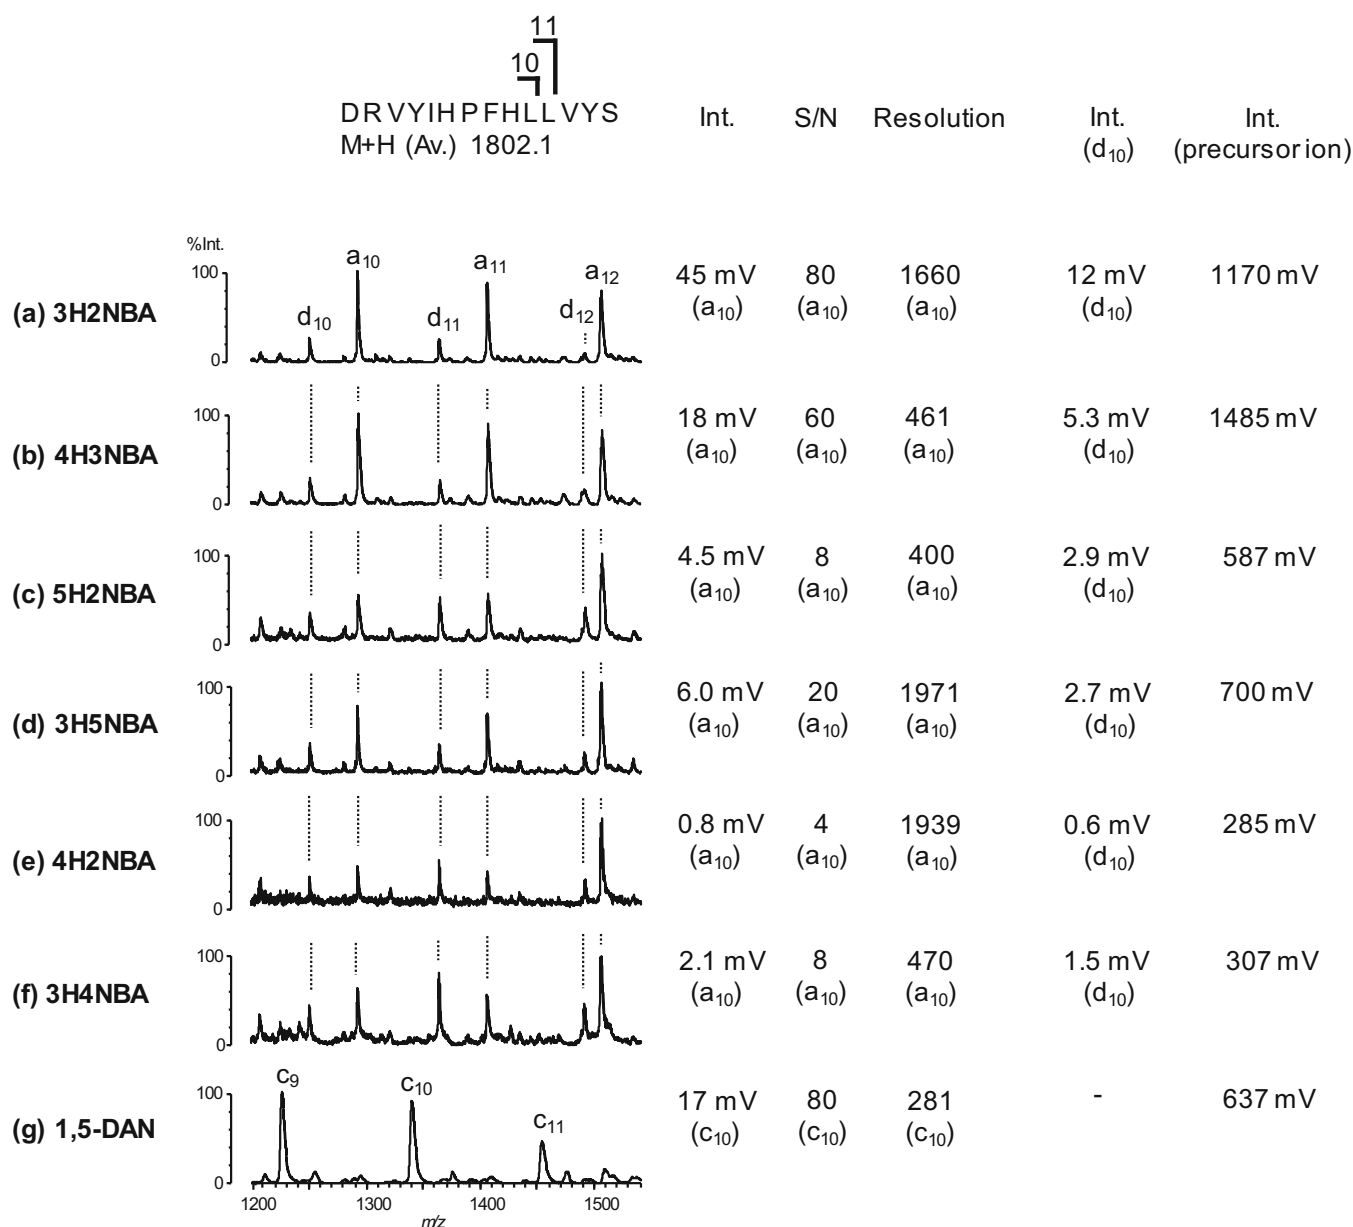 11
10
DRVYIHPFHLLVYS
M+H (Av.) 1802.1
Int. S/N Resolution Int. (d10) Int. (precursor ion)
%Int.
(a) 3H2NBA
100
0
d10 a10 d11 a11 d12 a12
45 mV (a10) 80 (a10) 1660 (a10) 12 mV (d10) 1170 mV
(b) 4H3NBA
100
0
18 mV (a10) 60 (a10) 461 (a10) 5.3 mV (d10) 1485 mV
(c) 5H2NBA
100
0
4.5 mV (a10) 8 (a10) 400 (a10) 2.9 mV (d10) 587 mV
(d) 3H5NBA
100
0
6.0 mV (a10) 20 (a10) 1971 (a10) 2.7 mV (d10) 700 mV
(e) 4H2NBA
100
0
0.8 mV (a10) 4 (a10) 1939 (a10) 0.6 mV (d10) 285 mV
(f) 3H4NBA
100
0
2.1 mV (a10) 8 (a10) 470 (a10) 1.5 mV (d10) 307 mV
(g) 1,5-DAN
100
0
c9 c10 c11
17 mV (c10) 80 (c10) 281 (c10) - 637 mV
1200 1300 1400 1500
m/z